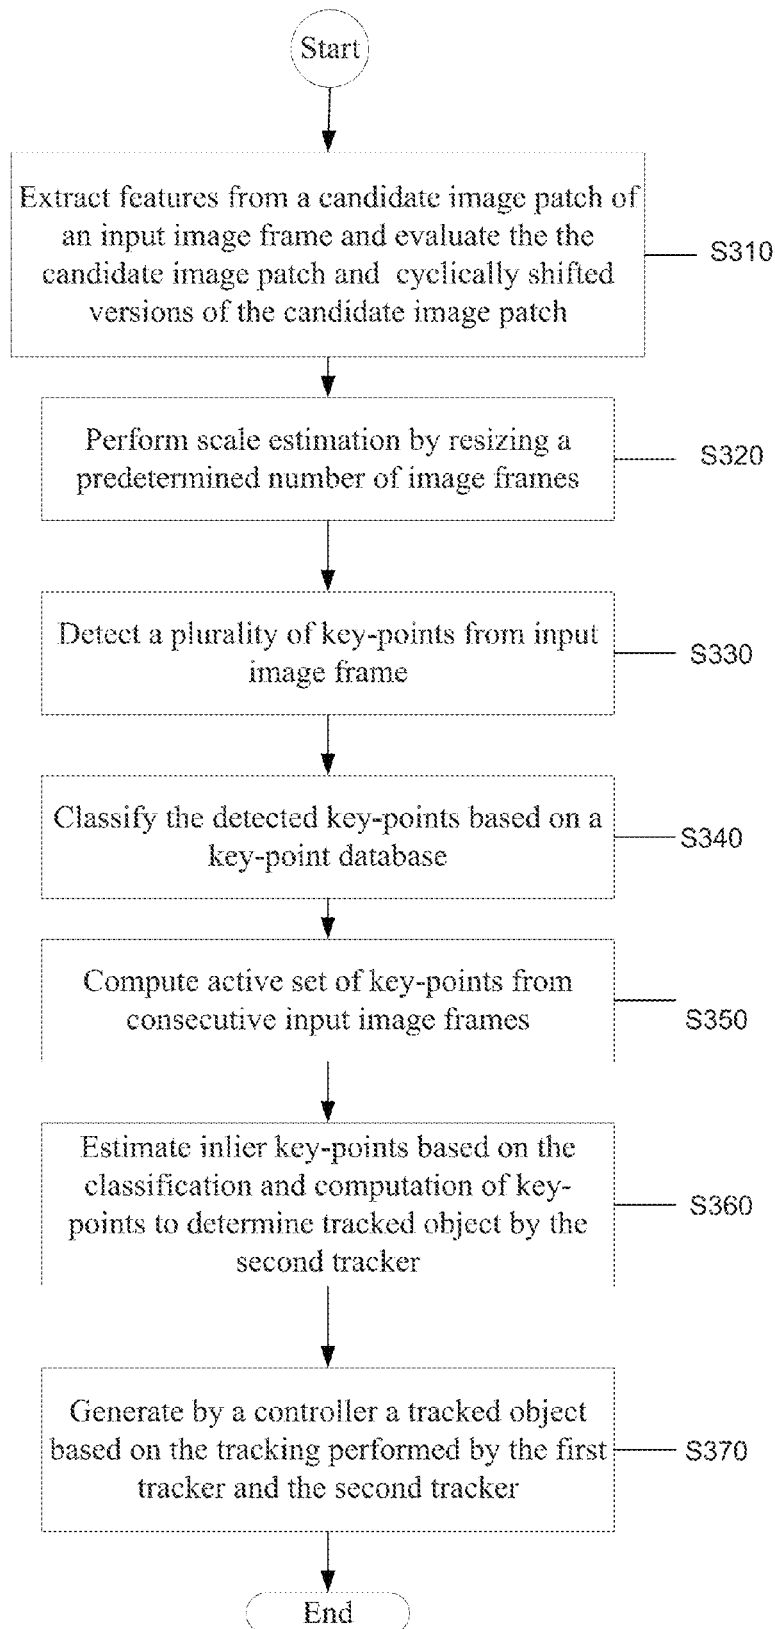 Start
Extract features from a candidate image patch of
an input image frame and evaluate the the
candidate image patch and cyclically shifted
versions of the candidate image patch
S310
Perform scale estimation by resizing a
predetermined number of image frames
S320
Detect a plurality of key-points from input
image frame
S330
Classify the detected key-points based on a
key-point database
S340
Compute active set of key-points from
consecutive input image frames
S350
Estimate inlier key-points based on the
classification and computation of key-
points to determine tracked object by the
second tracker
S360
Generate by a controller a tracked object
based on the tracking performed by the first
tracker and the second tracker
S370
End